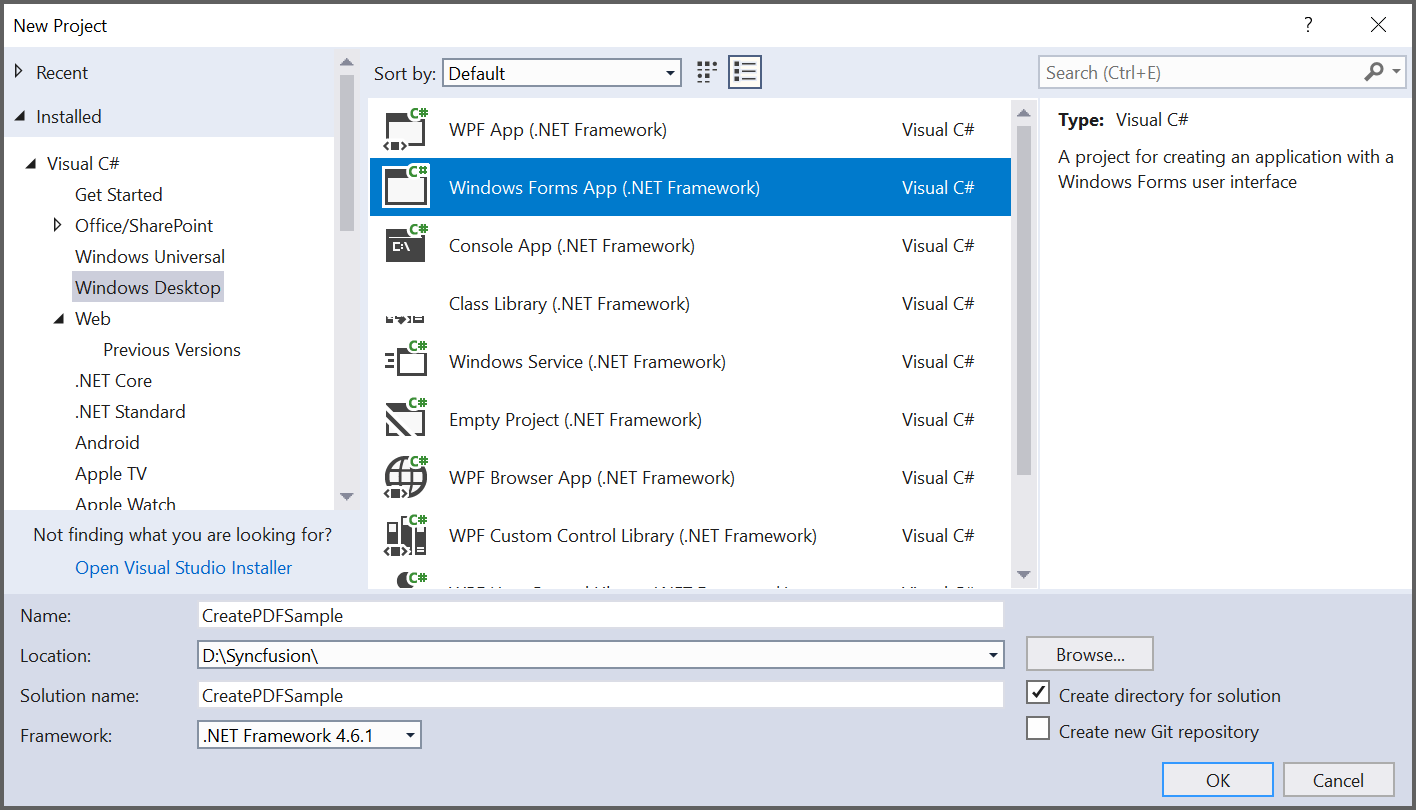 New Project
?
Recent
Installed
Visual C#
Get Started
Office/SharePoint
Windows Universal
Windows Desktop
Web
Previous Versions
.NET Core
.NET Standard
Android
Apple TV
Apple Watch
Not finding what you are looking for?
Open Visual Studio Installer
Sort by: Default
C# WPF App (.NET Framework) Visual C#
C# Windows Forms App (.NET Framework) Visual C#
C# C:\ Console App (.NET Framework) Visual C#
Class Library (.NET Framework) Visual C#
C# Windows Service (.NET Framework) Visual C#
C# Empty Project (.NET Framework) Visual C#
C# WPF Browser App (.NET Framework) Visual C#
C# WPF Custom Control Library (.NET Framework) Visual C#
C#
Search (Ctrl+E)
Type: Visual C#
A project for creating an application with a
Windows Forms user interface
Name: CreatePDFSample
Location: D:\Syncfusion\
Browse...
Solution name: CreatePDFSample
Create directory for solution
Framework: .NET Framework 4.6.1
Create new Git repository
OK Cancel